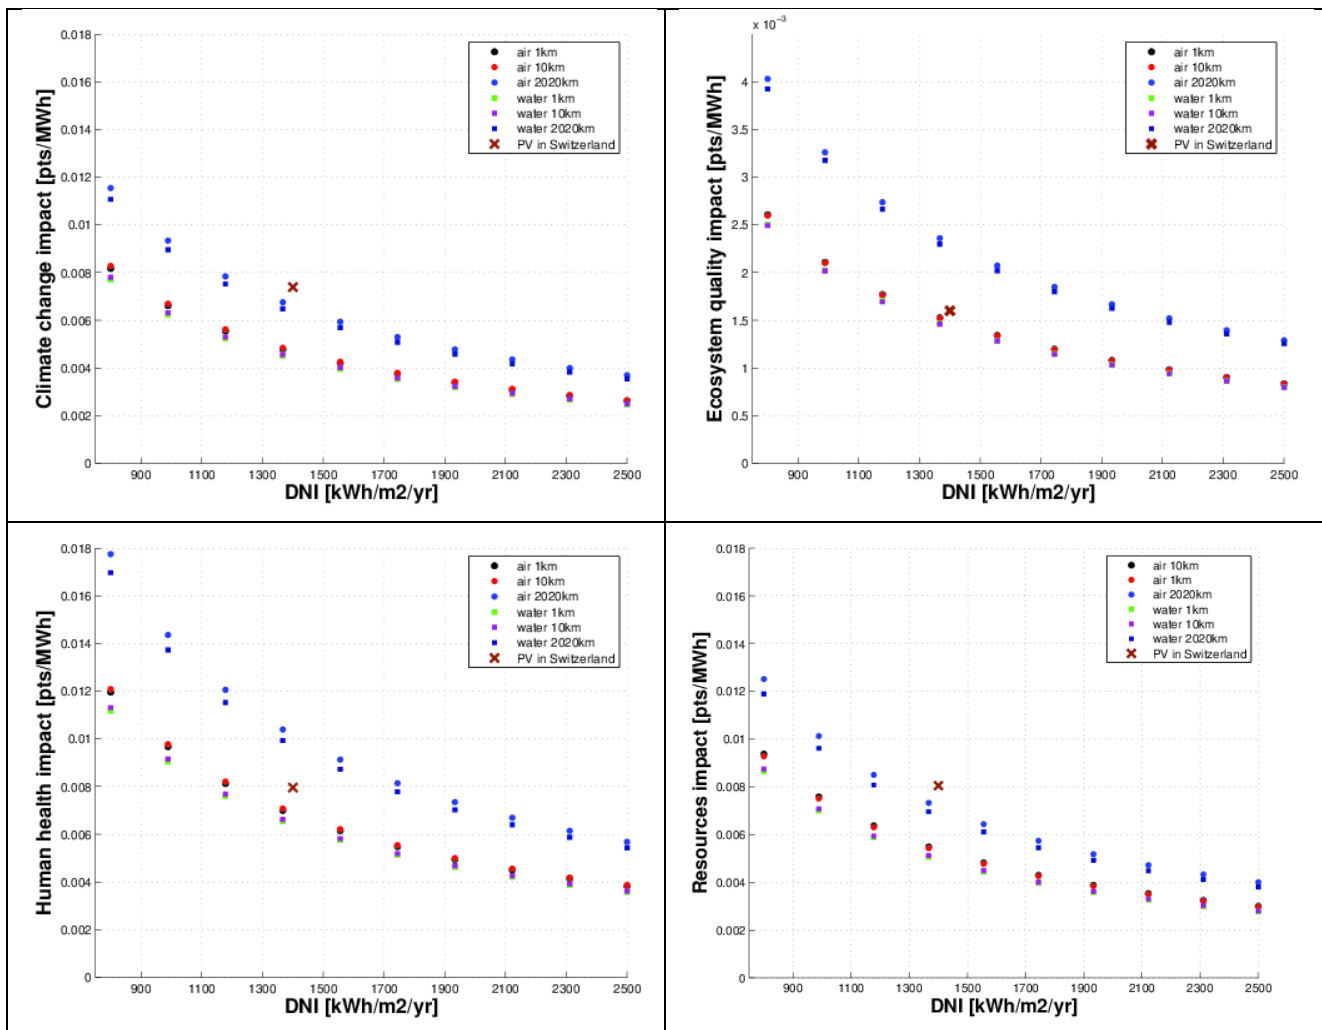 Climate change impact [pts/MWh]
0.018
0.016
0.014
0.012
0.01
0.008
0.006
0.004
0.002
0
900 1100 1300 1500 1700 1900 2100 2300 2500
DNI [kWh/m2/yr]
air 1km
air 10km
air 2020km
water 1km
water 10km
water 2020km
PV in Switzerland
Ecosystem quality impact [pts/MWh]
x 10⁻³
4
3.5
3
2.5
2
1.5
1
0.5
0
900 1100 1300 1500 1700 1900 2100 2300 2500
DNI [kWh/m2/yr]
air 1km
air 10km
air 2020km
water 1km
water 10km
water 2020km
PV in Switzerland
Human health impact [pts/MWh]
0.018
0.016
0.014
0.012
0.01
0.008
0.006
0.004
0.002
0
900 1100 1300 1500 1700 1900 2100 2300 2500
DNI [kWh/m2/yr]
air 1km
air 10km
air 2020km
water 1km
water 10km
water 2020km
PV in Switzerland
Resources impact [pts/MWh]
0.018
0.016
0.014
0.012
0.01
0.008
0.006
0.004
0.002
0
900 1100 1300 1500 1700 1900 2100 2300 2500
DNI [kWh/m2/yr]
air 10km
air 1km
air 2020km
water 1km
water 10km
water 2020km
PV in Switzerland